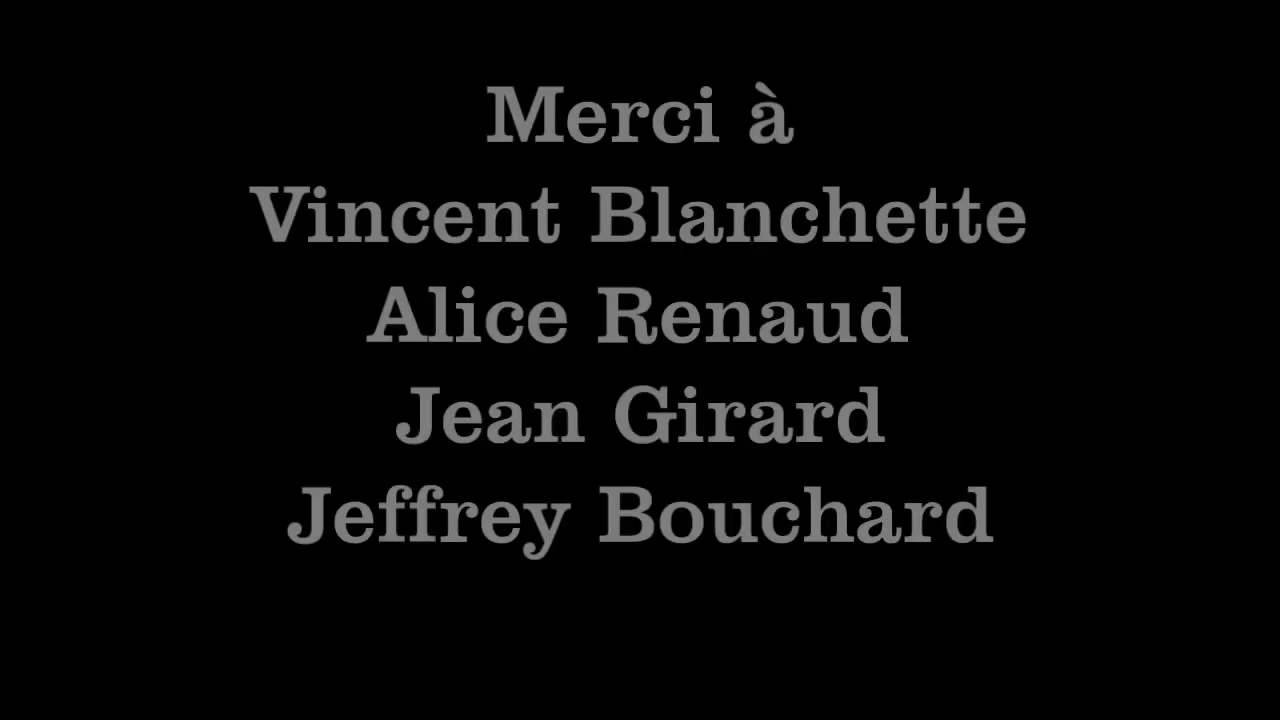 Merci à
Vincent Blanchette
Alice Renaud
Jean Girard
Jeffrey Bouchard